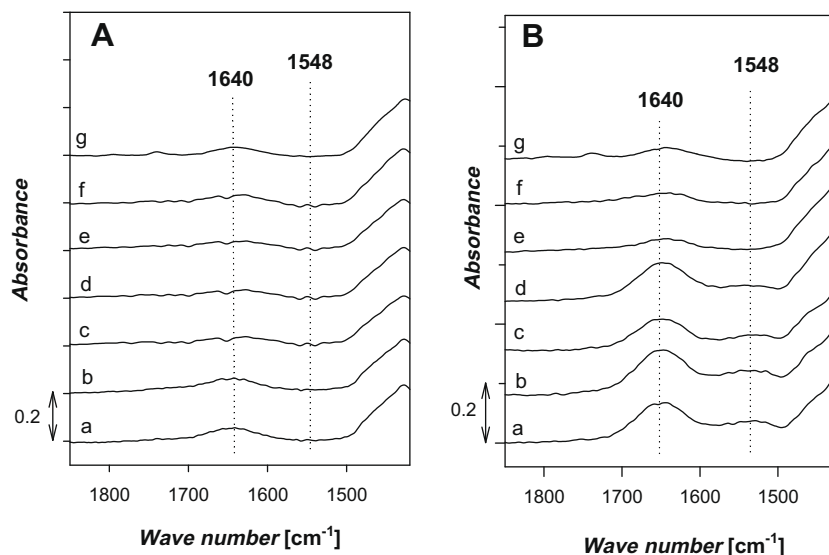 A
1640
1548
g
f
e
d
c
b
a
0.2
Absorbance
1800
1700
1600
1500
Wave number [cm⁻¹]
B
1640
1548
g
f
e
d
c
b
a
0.2
Absorbance
1800
1700
1600
1500
Wave number [cm⁻¹]